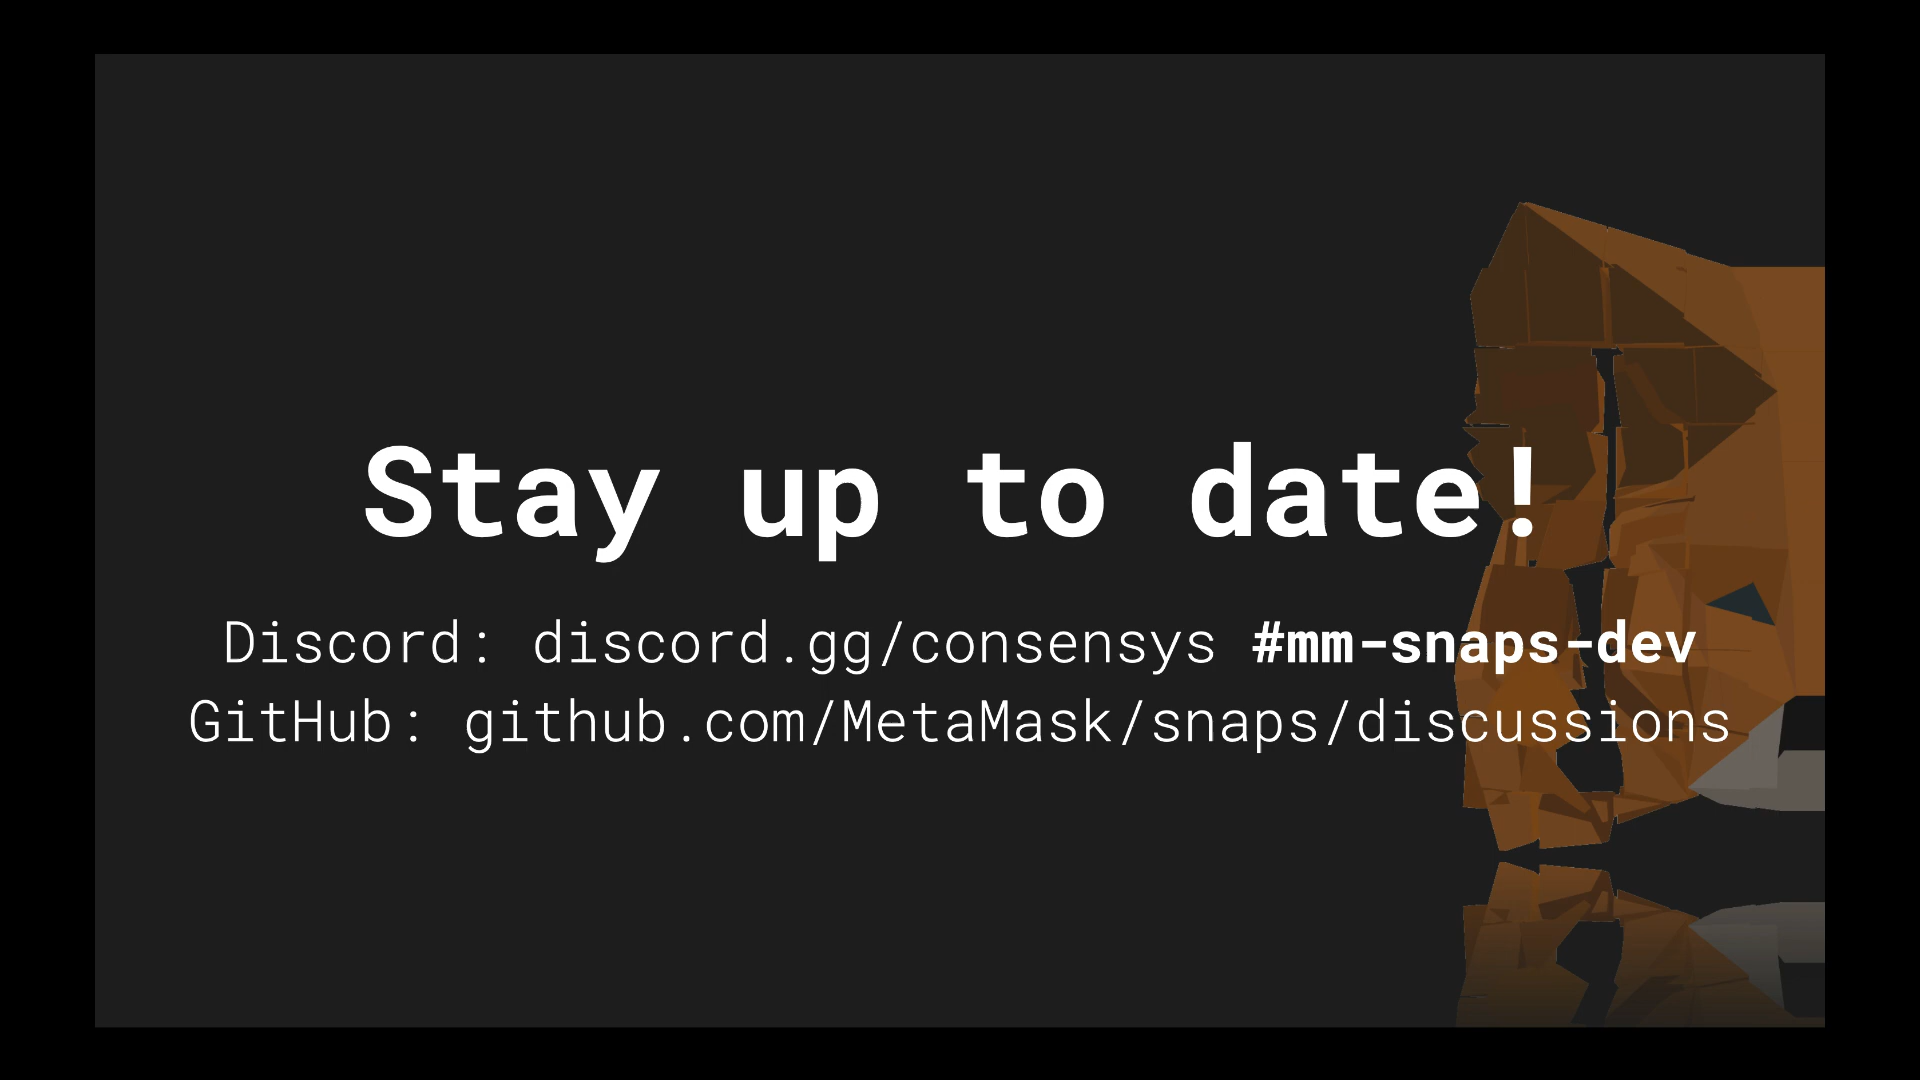 Stay up to date!
Discord: discord.gg/consensys #mm-snaps-dev
GitHub: github.com/MetaMask/snaps/discussions